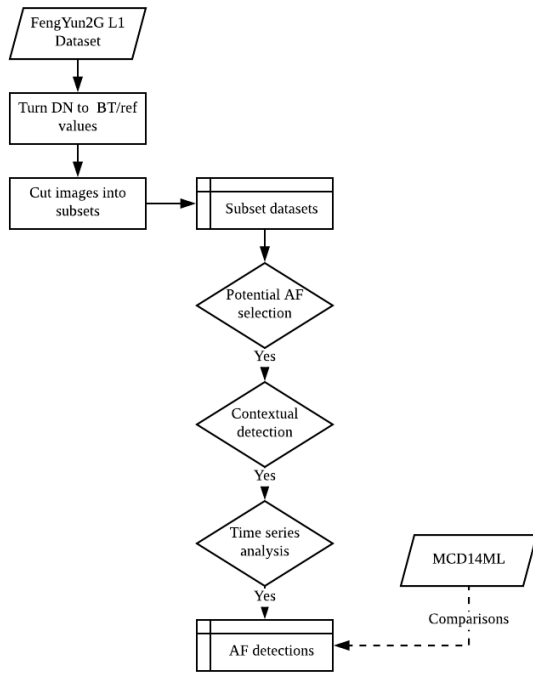 FengYun2G L1
Dataset
Turn DN to BT/ref
values
Cut images into
subsets
Subset datasets
Potential AF
selection
Yes
Contextual
detection
Yes
Time series
analysis
Yes
MCD14ML
Comparisons
AF detections